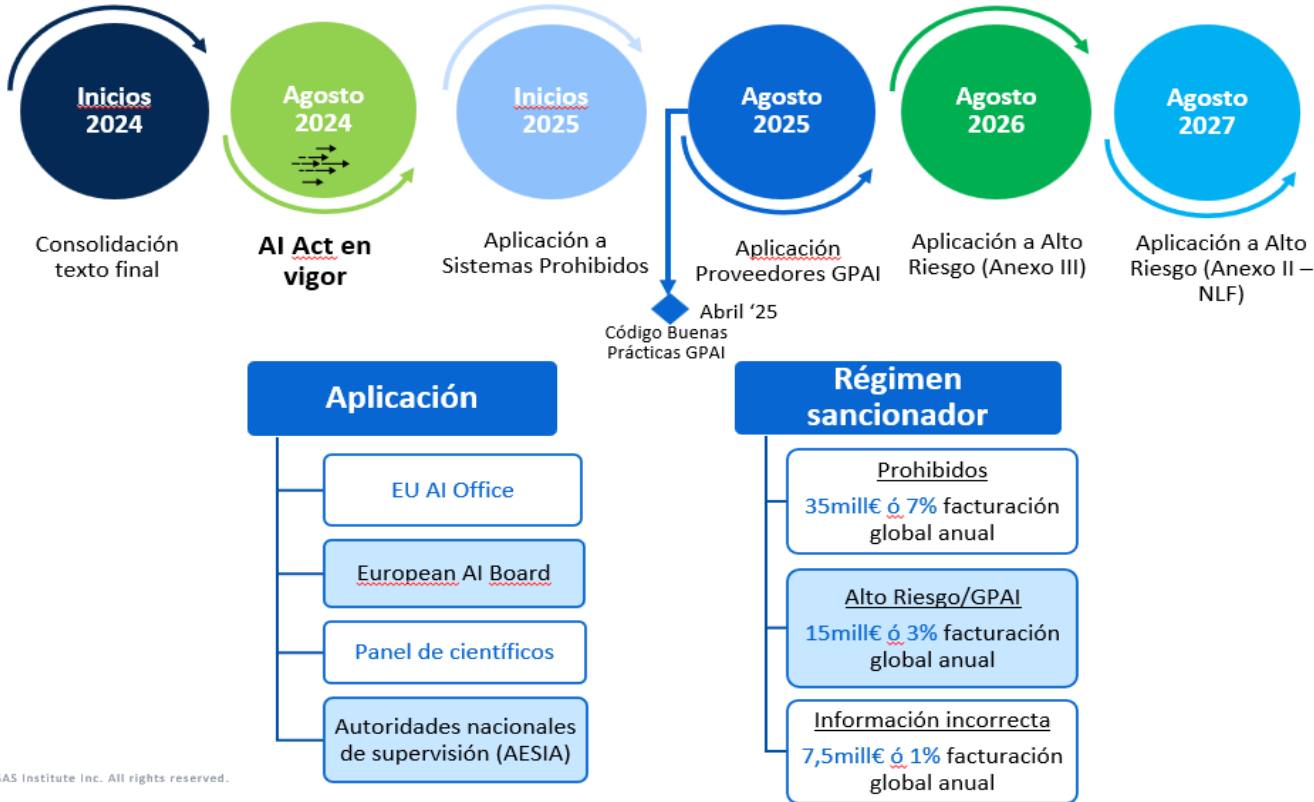 Inicios
2024
Agosto
2024
Inicios
2025
Agosto
2025
Agosto
2026
Agosto
2027
Consolidación
texto final
AI Act en
vigor
Aplicación a
Sistemas Prohibidos
Aplicación
Proveedores GPAI
Aplicación a Alto
Riesgo (Anexo III)
Aplicación a Alto
Riesgo (Anexo II –
NLF)
Abril ‘25
Código Buenas
Prácticas GPAI
Aplicación
EU AI Office
European AI Board
Panel de científicos
Autoridades nacionales
de supervisión (AESIA)
Régimen
sancionador
Prohibidos
35mill€ ó 7% facturación
global anual
Alto Riesgo/GPAI
15mill€ ó 3% facturación
global anual
Información incorrecta
7,5mill€ ó 1% facturación
global anual
SAS Institute Inc. All rights reserved.